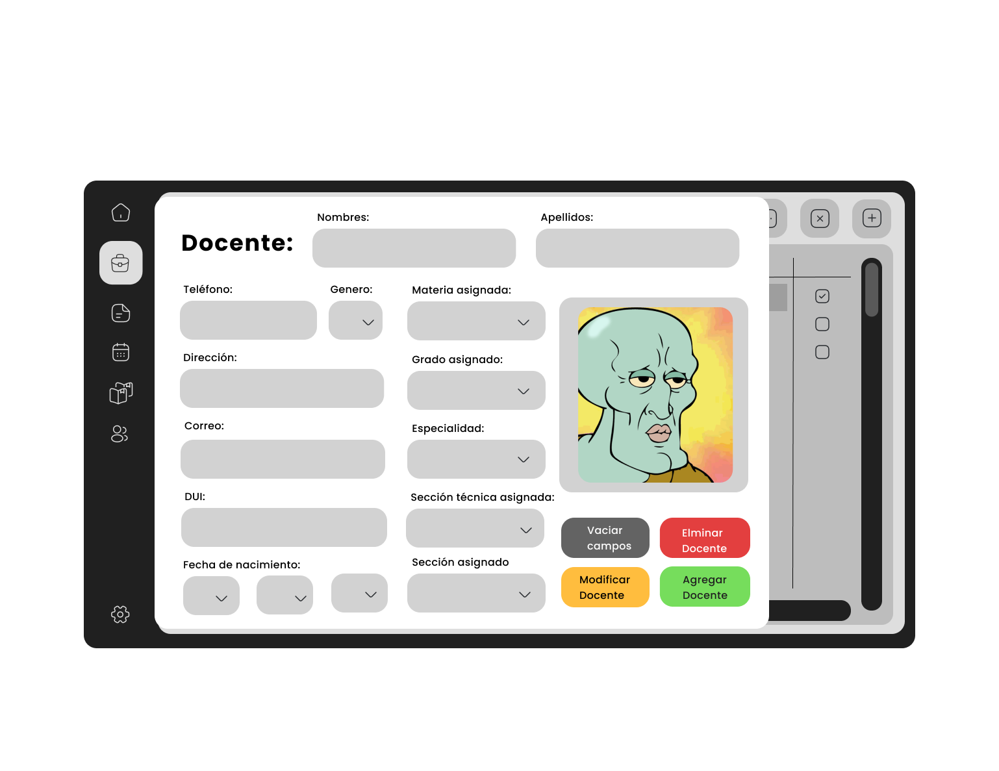 Nombres:
Apellidos:
Docente:
Teléfono:
Genero:
Materia asignada:
Dirección:
Grado asignado:
Correo:
Especialidad:
DUI:
Sección técnica asignada:
Vaciar
campos
Elminar
Docente
Fecha de nacimiento:
Sección asignado
Modificar
Docente
Agregar
Docente